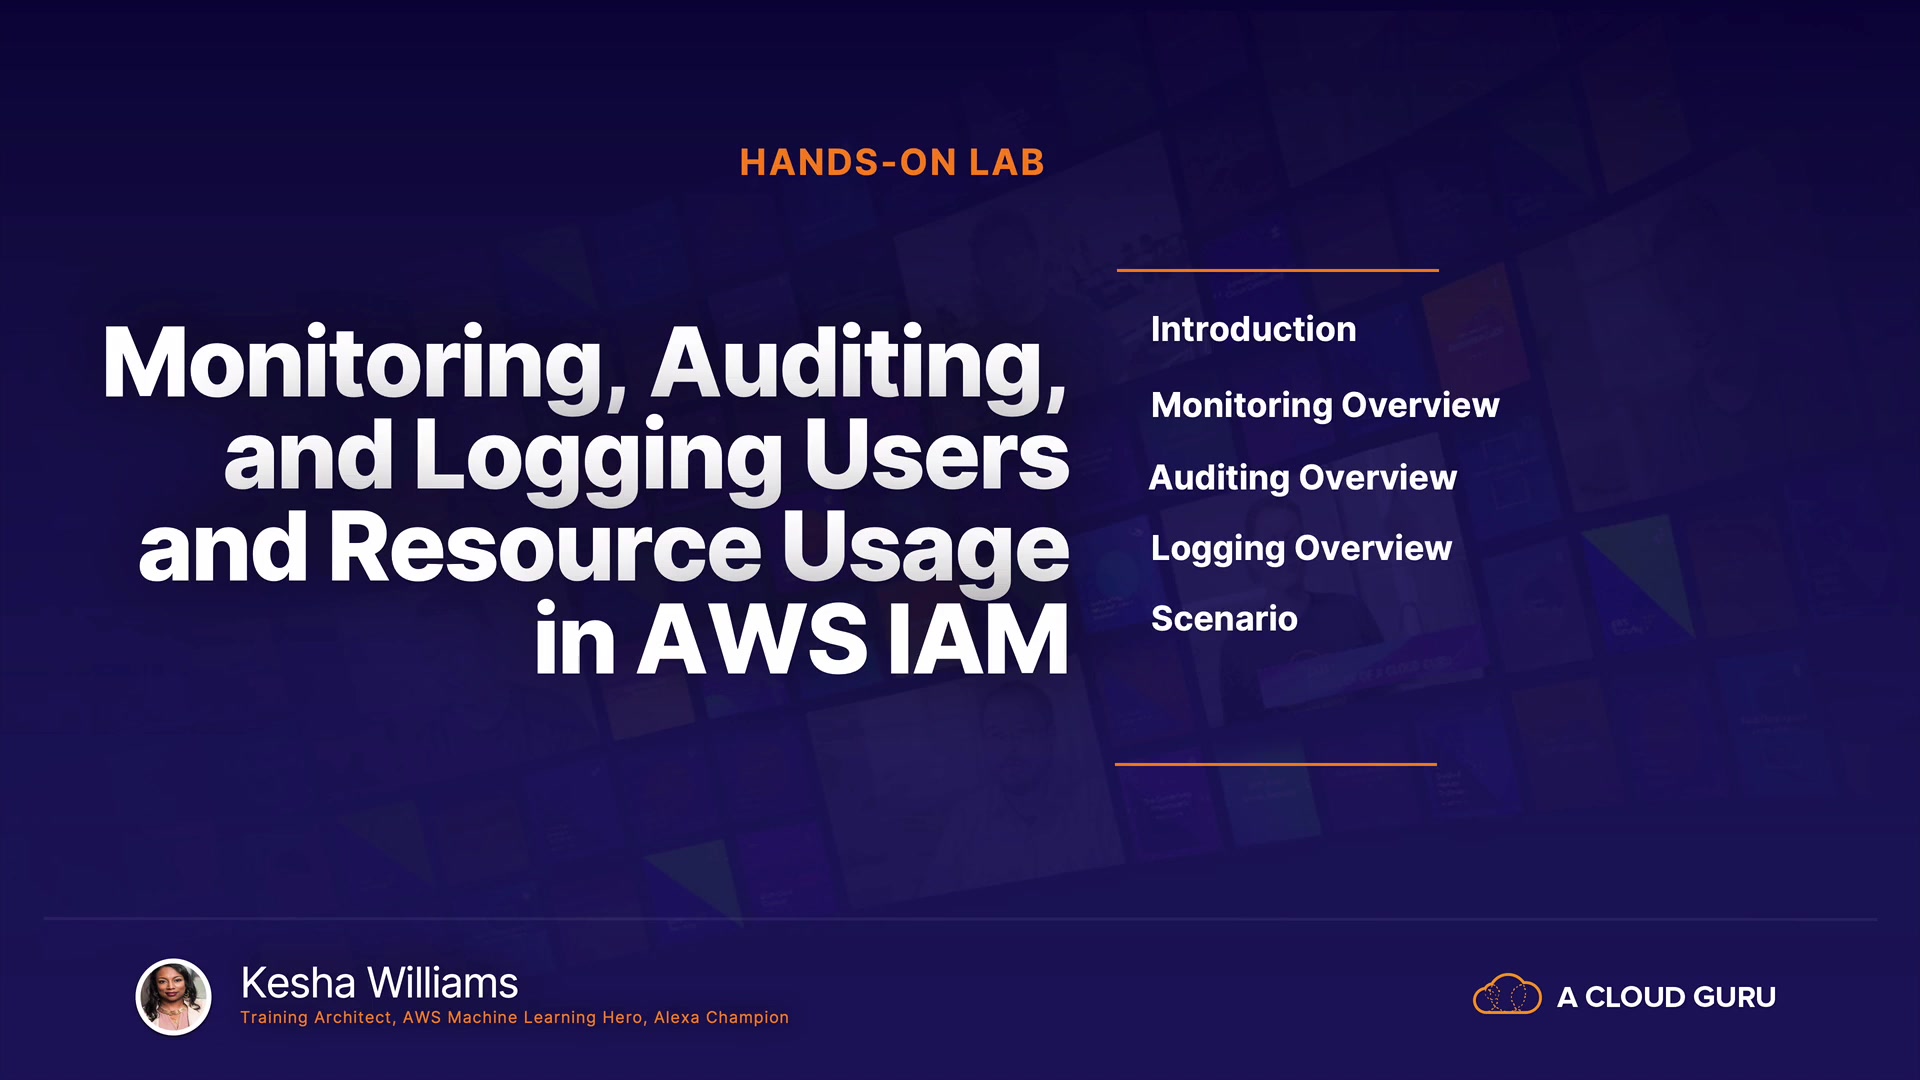 HANDS-ON LAB
Monitoring, Auditing,
and Logging Users
and Resource Usage
in AWS IAM
Introduction
Monitoring Overview
Auditing Overview
Logging Overview
Scenario
Kesha Williams
Training Architect, AWS Machine Learning Hero, Alexa Champion
A CLOUD GURU